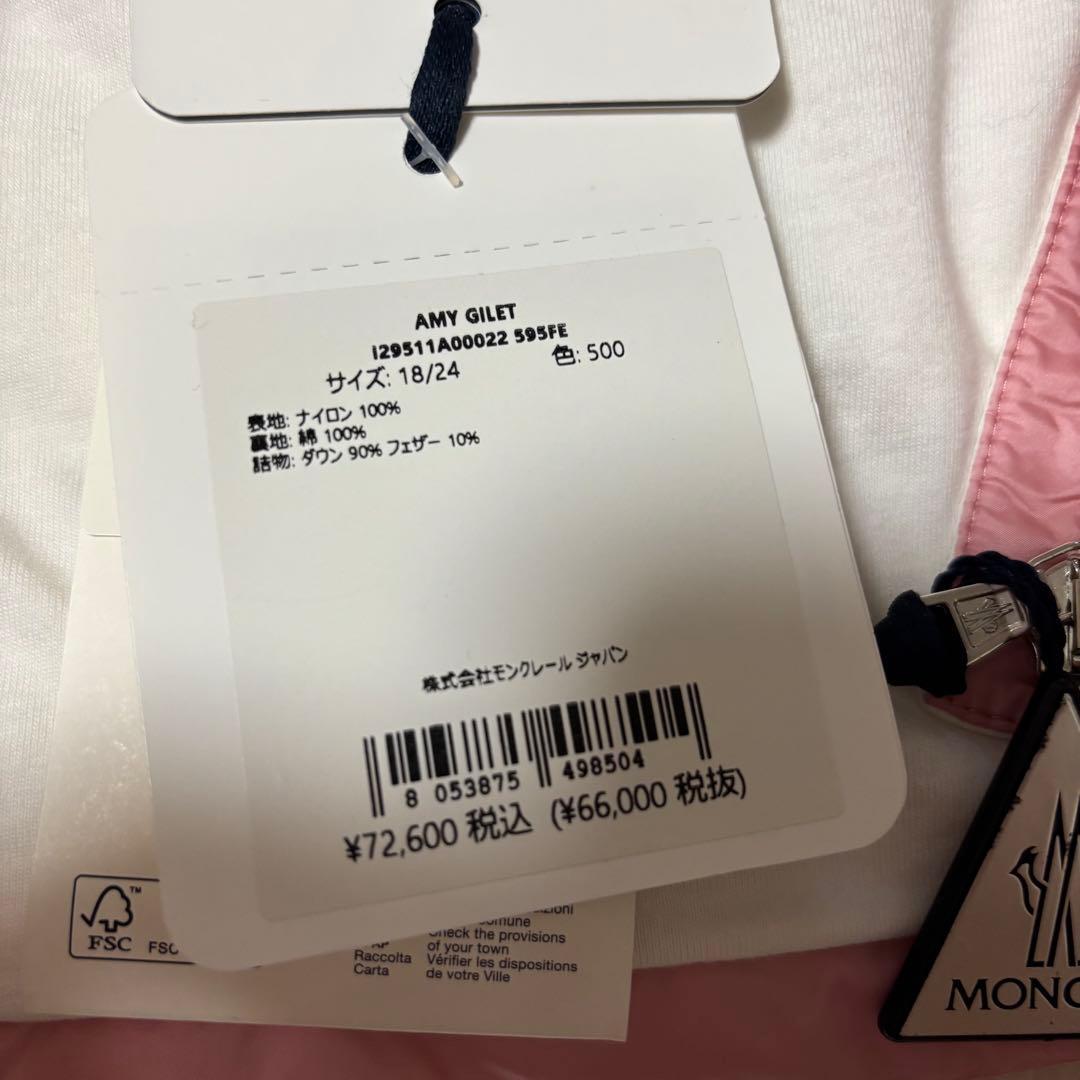 AMY GILET
i29511A00022 595FE
サイズ: 18/24 色: 500
表地: ナイロン 100%
裏地: 綿 100%
詰物: ダウン 90% フェザー 10%
株式会社モンクレール ジャパン
8 053875 498504
¥72,600 税込 (¥66,000 税抜)
FSC™ FSC
comune
Check the provisions
of your town
Raccolta
Carta
Vérifier les dispositions
de votre Ville
MONC